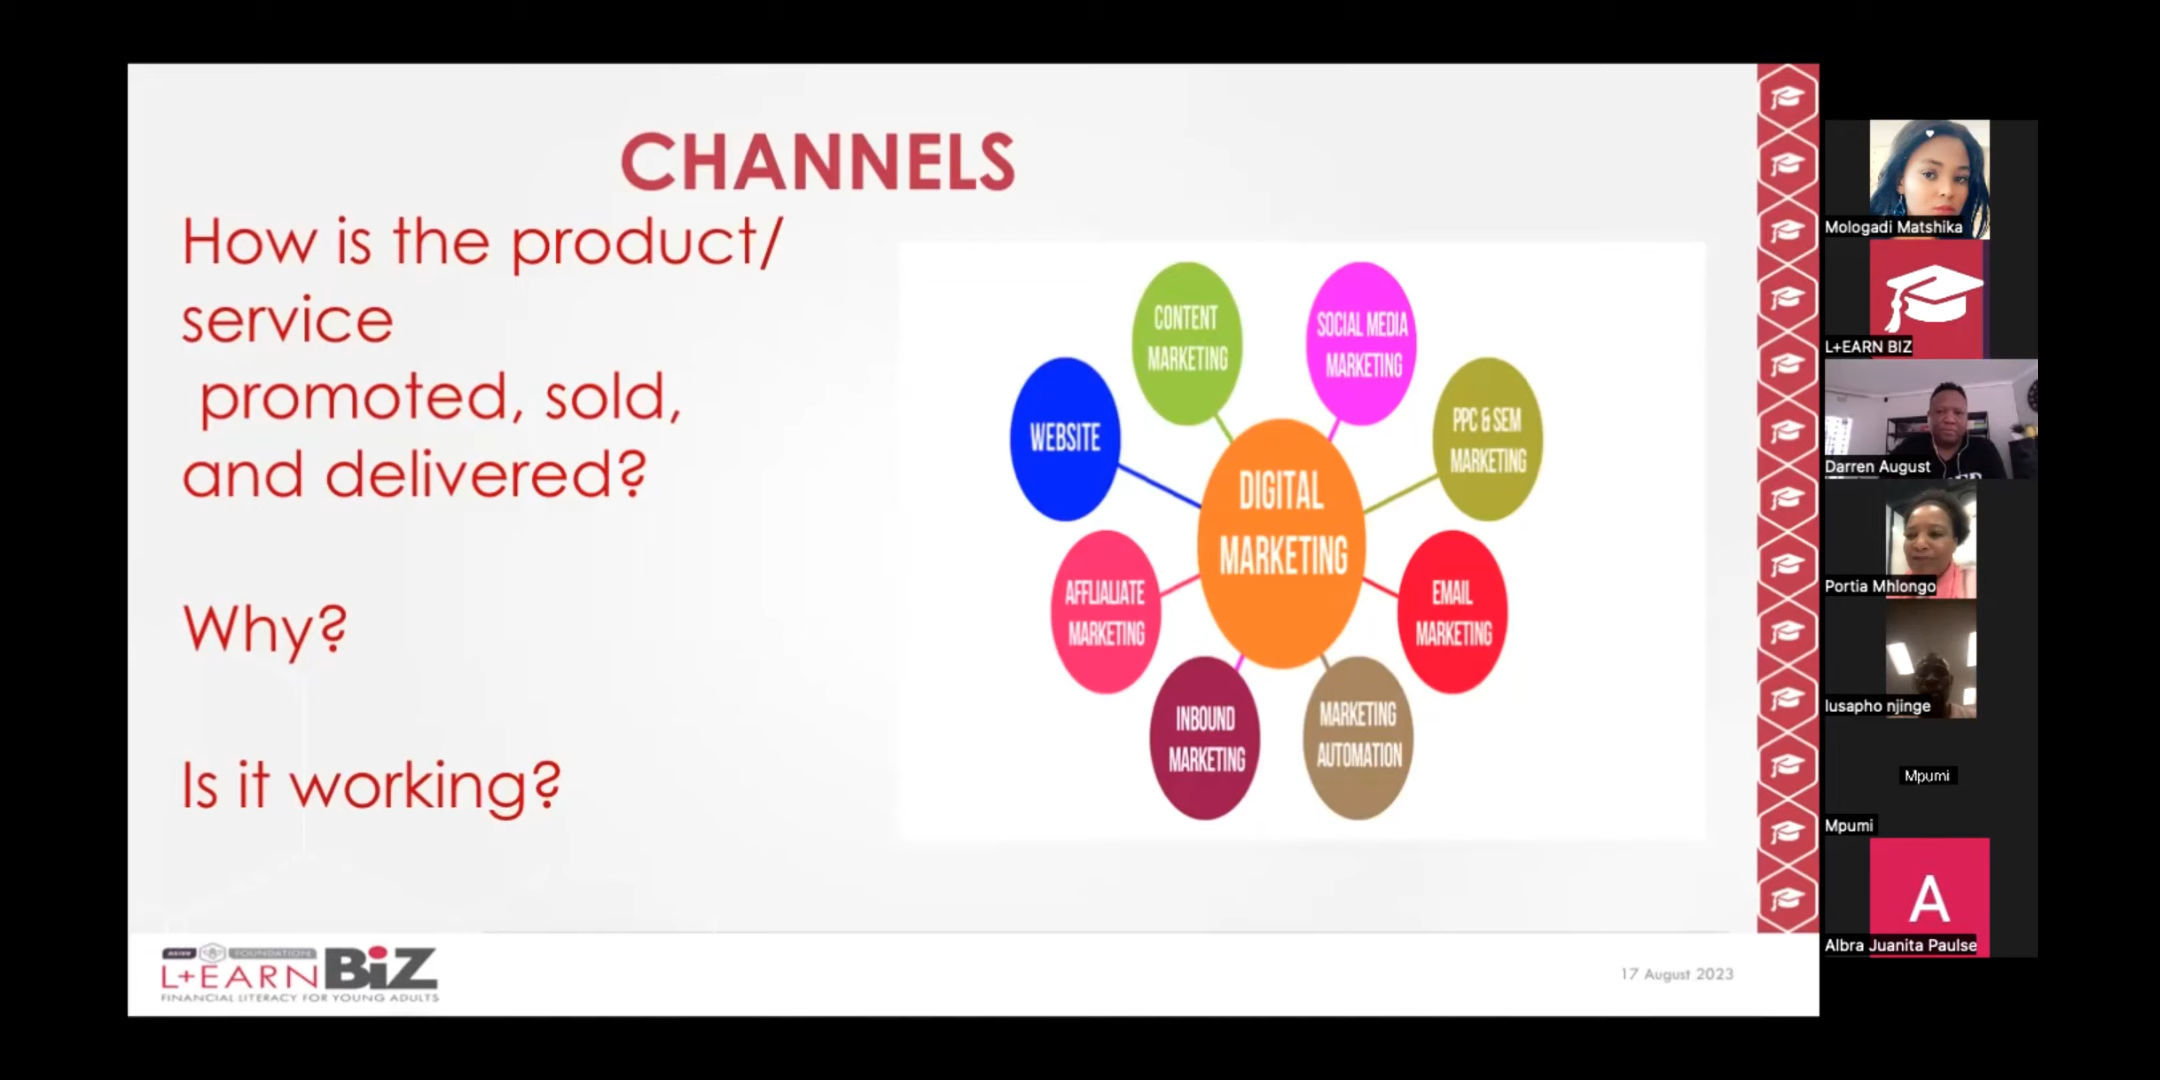 CHANNELS
How is the product/
service
promoted, sold,
and delivered?
Why?
Is it working?
CONTENT
MARKETING
SOCIAL MEDIA
MARKETING
WEBSITE
PPC & SEM
MARKETING
DIGITAL
MARKETING
AFFLIALIATE
MARKETING
EMAIL
MARKETING
INBOUND
MARKETING
MARKETING
AUTOMATION
FOUNDATION
L+EARN BiZ
FINANCIAL LITERACY FOR YOUNG ADULTS
17 August 2023
Mologadi Matshika
L+EARN BIZ
Darren August
Portia Mhlongo
lusapho njinge
Mpumi
Mpumi
A
Albra Juanita Paulse